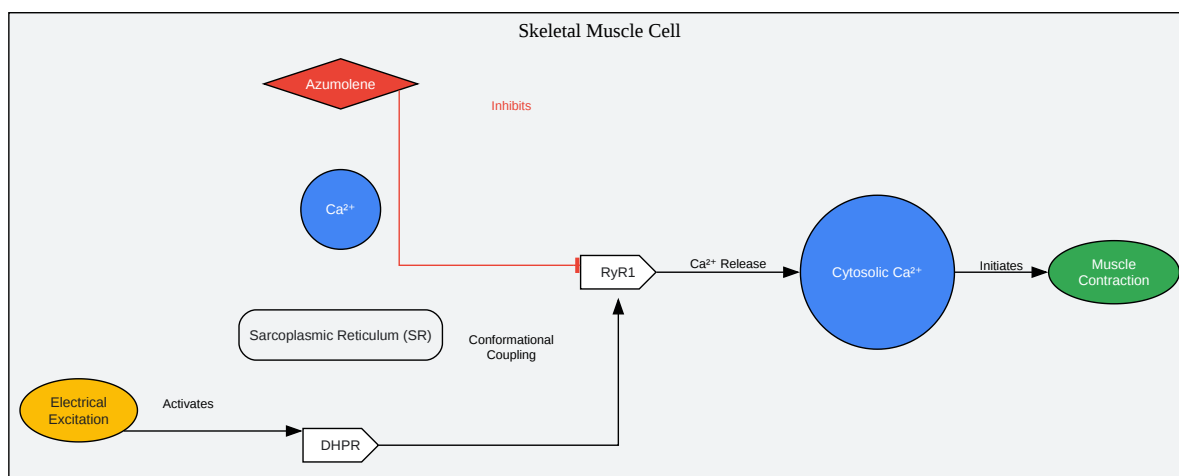 Skeletal Muscle Cell
Azumolene
Inhibits
Ca²⁺
RyR1
Ca²⁺ Release
Cytosolic Ca²⁺
Initiates
Muscle
Contraction
Sarcoplasmic Reticulum (SR)
Conformational
Coupling
Electrical
Excitation
Activates
DHPR